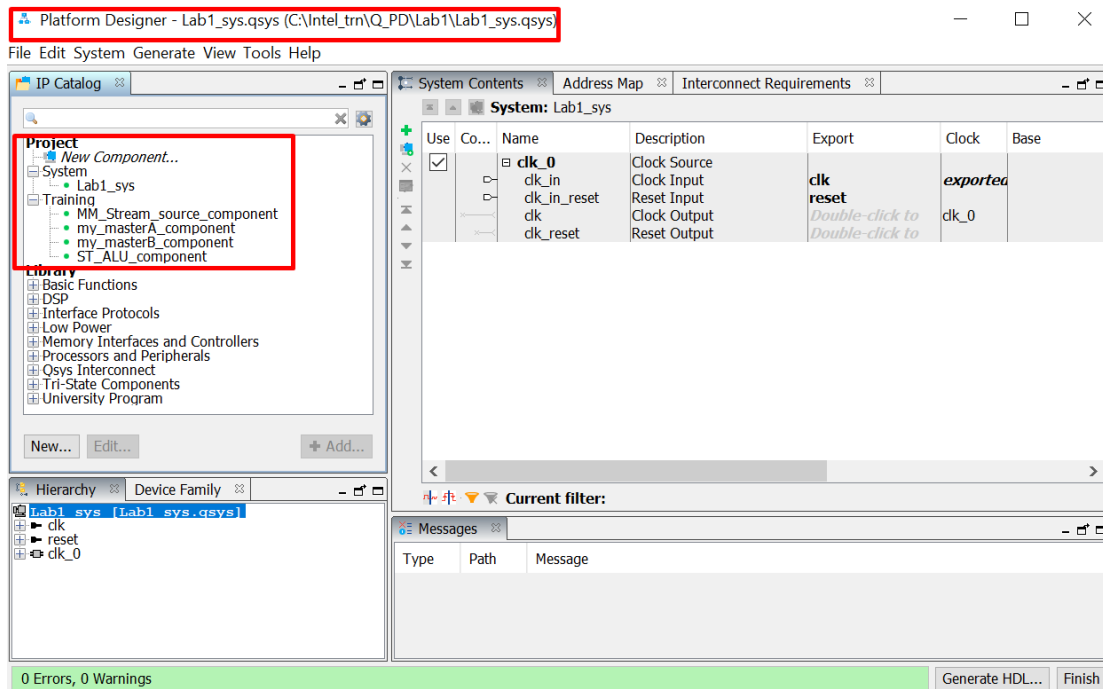 Platform Designer - Lab1_sys.qsys (C:\Intel_trn\Q_PD\Lab1\Lab1_sys.qsys)
File Edit System Generate View Tools Help
IP Catalog
Project
New Component...
System
Lab1_sys
Training
MM_Stream_source_component
my_masterA_component
my_masterB_component
ST_ALU_component
Library
Basic Functions
DSP
Interface Protocols
Low Power
Memory Interfaces and Controllers
Processors and Peripherals
Qsys Interconnect
Tri-State Components
University Program
New... Edit... + Add...
Hierarchy Device Family
Lab1_sys [Lab1_sys.qsys]
clk
reset
clk_0
System Contents Address Map Interconnect Requirements
System: Lab1_sys
Use Co... Name Description Export Clock Base
clk_0 Clock Source
clk_in Clock Input clk exported
clk_in_reset Reset Input reset
clk Clock Output Double-click to clk_0
clk_reset Reset Output Double-click to
Current filter:
Messages
Type Path Message
0 Errors, 0 Warnings Generate HDL... Finish